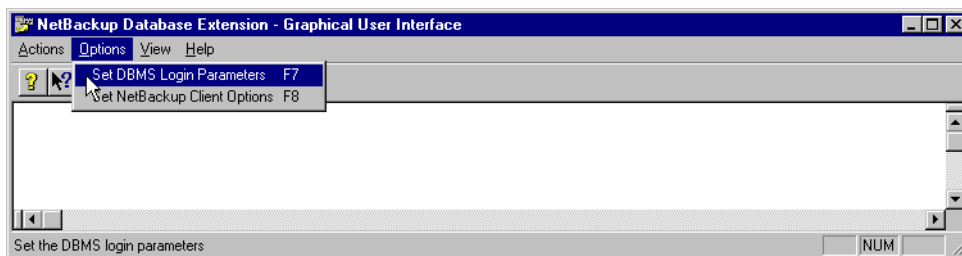 NetBackup Database Extension - Graphical User Interface
Actions Options View Help
Set DBMS Login Parameters F7
Set NetBackup Client Options F8
Set the DBMS login parameters
NUM